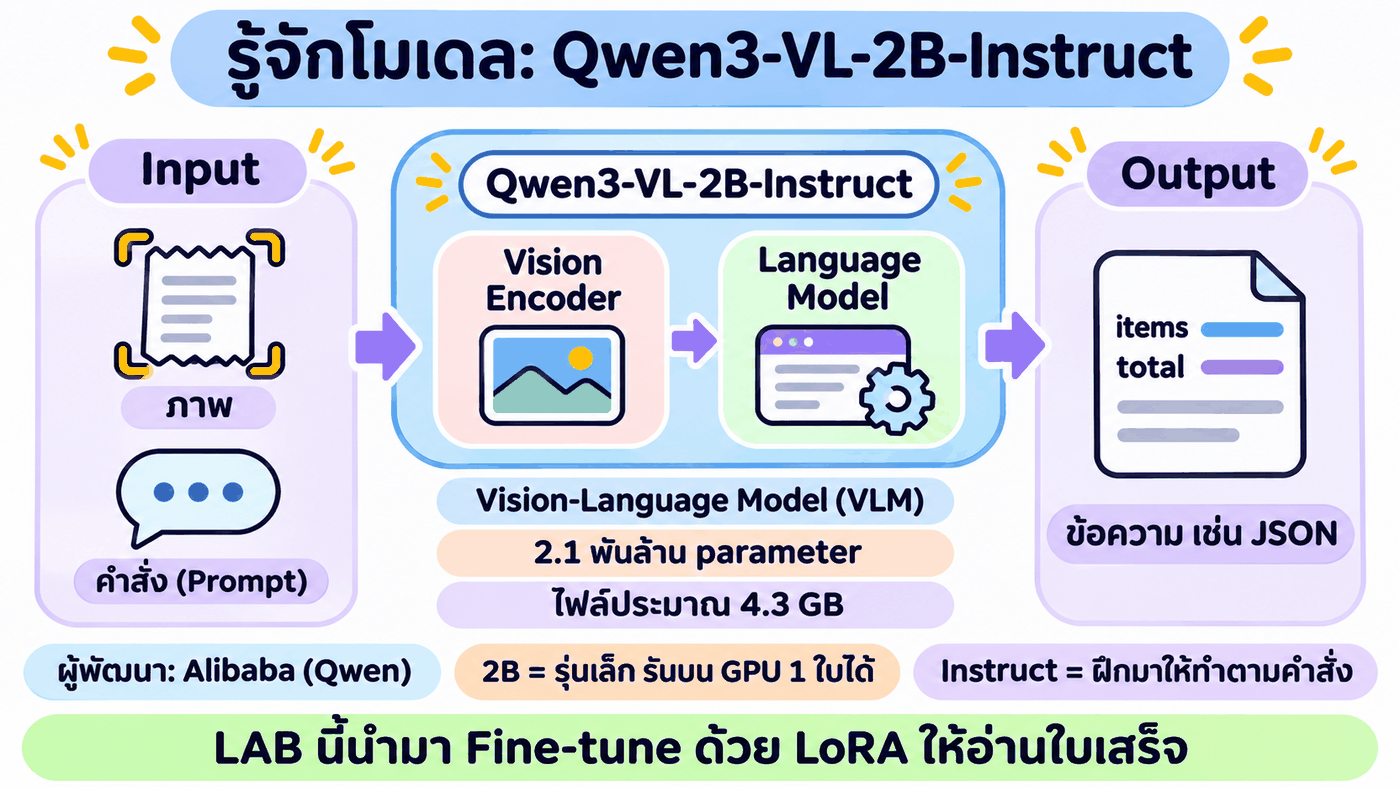 รู้จักโมเดล: Qwen3-VL-2B-Instruct
Input
ภาพ
คำสั่ง (Prompt)
Qwen3-VL-2B-Instruct
Vision
Encoder
Language
Model
Vision-Language Model (VLM)
2.1 พันล้าน parameter
ไฟล์ประมาณ 4.3 GB
Output
items
total
ข้อความ เช่น JSON
ผู้พัฒนา: Alibaba (Qwen)
2B = รุ่นเล็ก รันบน GPU 1 ใบได้
Instruct = ฝึกมาให้ทำตามคำสั่ง
LAB นี้นำมา Fine-tune ด้วย LoRA ให้อ่านใบเสร็จ